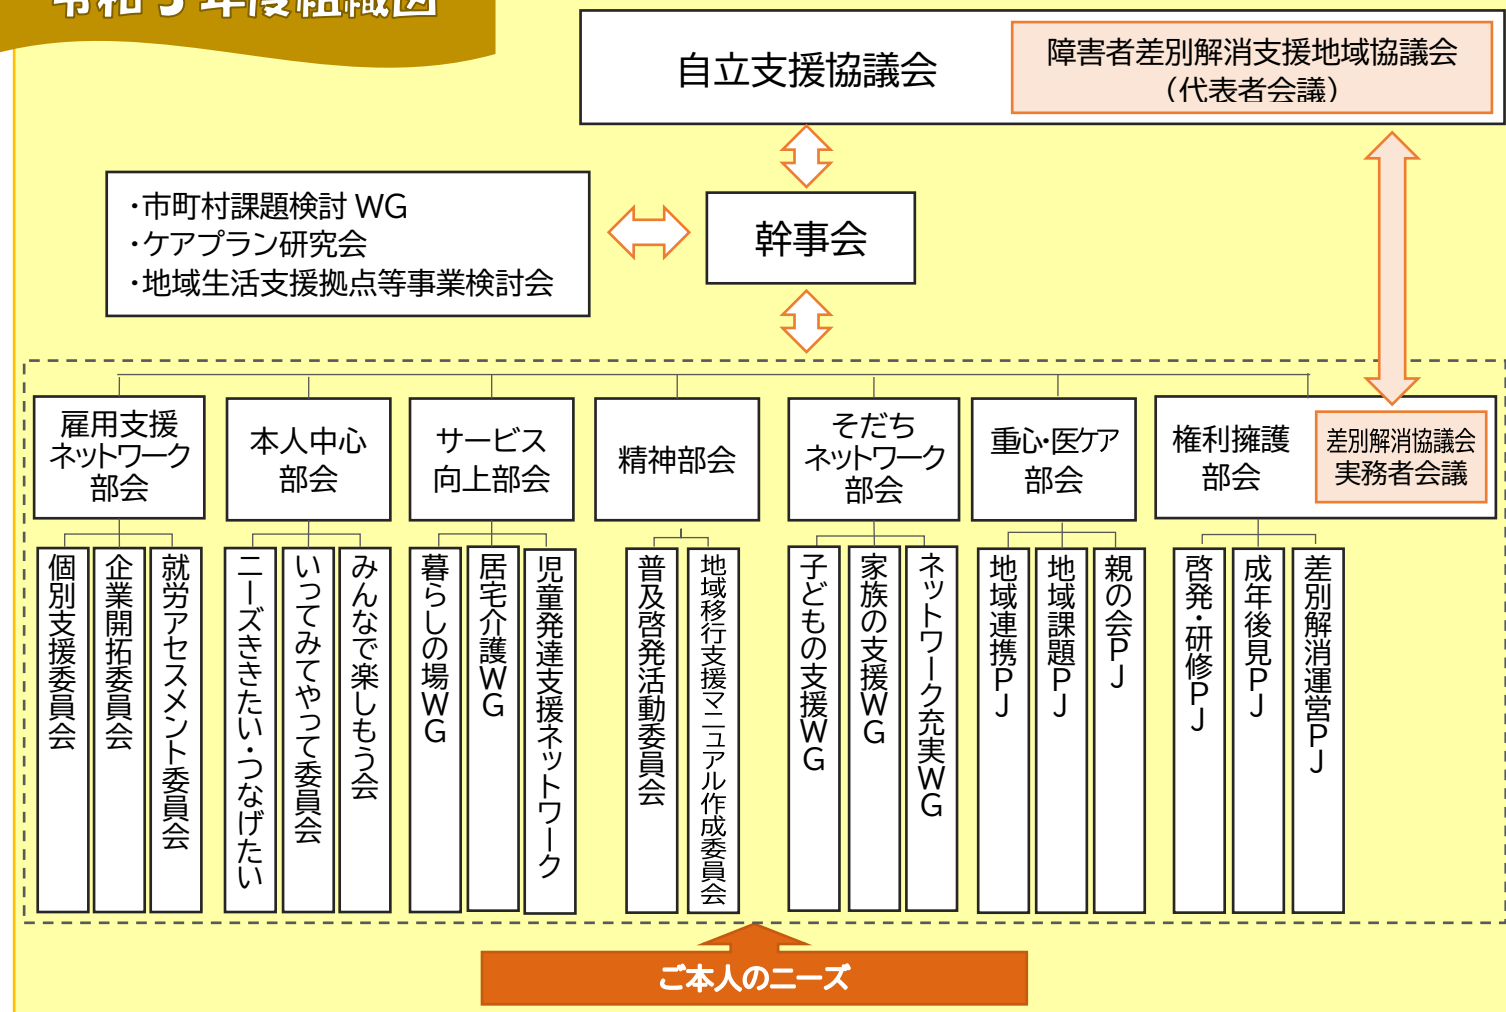 自立支援協議会
障害者差別解消支援地域協議会
（代表者会議）
・市町村課題検討 WG
・ケアプラン研究会
・地域生活支援拠点等事業検討会
幹事会
雇用支援
ネットワーク
部会
本人中心
部会
サービス
向上部会
精神部会
そだち
ネットワーク
部会
重心・医ケア
部会
権利擁護
部会
差別解消協議会
実務者会議
個別支援委員会
企業開拓委員会
就労アセスメント委員会
ニーズききたい・つなげたい
いってみてやって委員会
みんなで楽しもう会
暮らしの場WG
居宅介護WG
児童発達支援ネットワーク
普及啓発活動委員会
地域移行支援マニュアル作成委員会
子どもの支援WG
家族の支援WG
ネットワーク充実WG
地域連携PJ
地域課題PJ
親の会PJ
啓発・研修PJ
成年後見PJ
差別解消運営PJ
ご本人のニーズ